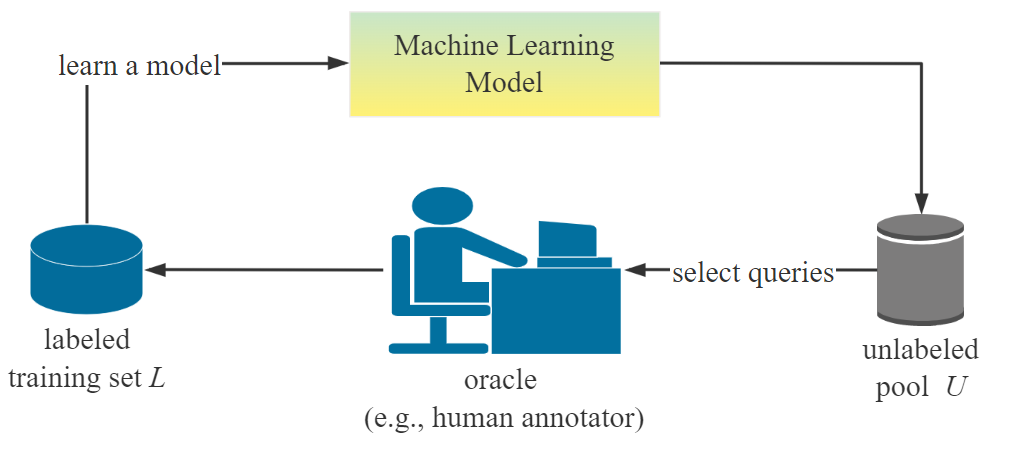 learn a model
Machine Learning
Model
select queries
labeled
training set L
oracle
(e.g., human annotator)
unlabeled
pool U